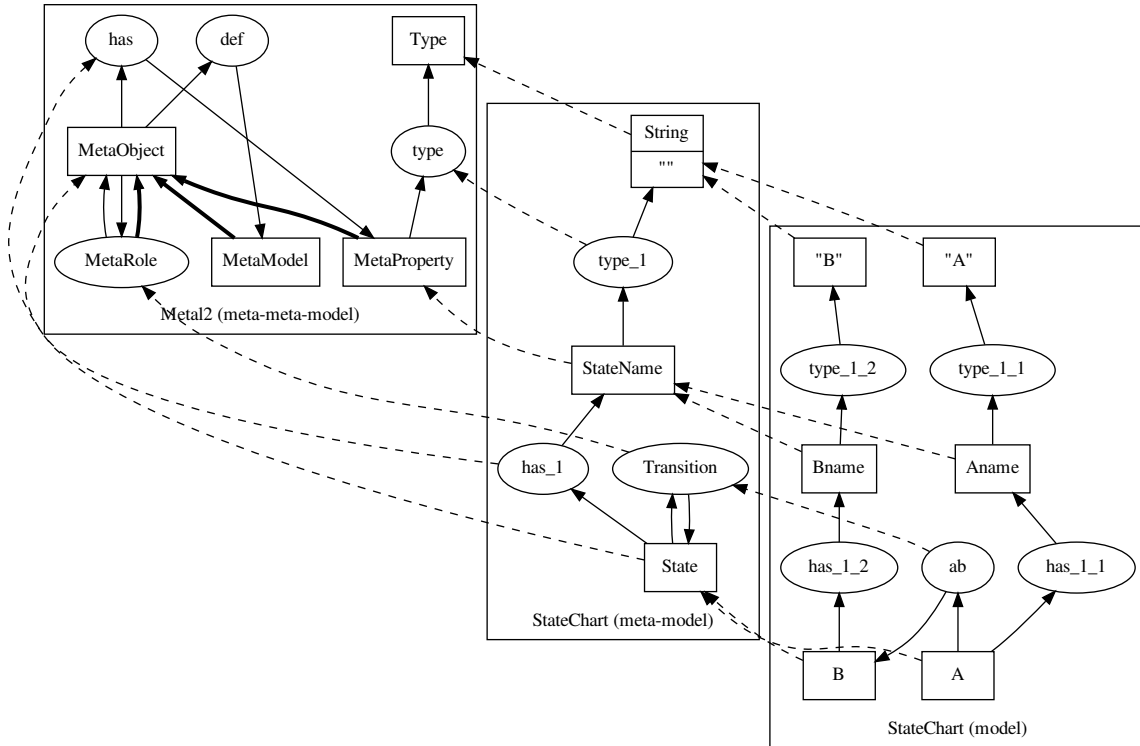 has
def
Type
MetaObject
type
MetaRole
MetaModel
MetaProperty
Metal2 (meta-meta-model)
String
""
type_1
StateName
has_1
Transition
State
StateChart (meta-model)
"B"
"A"
type_1_2
type_1_1
Bname
Aname
has_1_2
ab
has_1_1
B
A
StateChart (model)